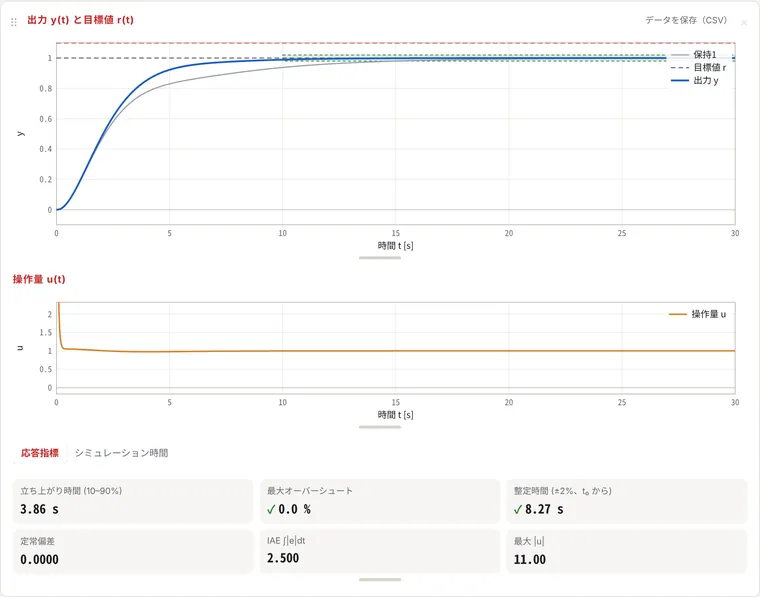 出力 y(t) と目標値 r(t)
データを保存（CSV）
×
保持1
目標値 r
出力 y
1
0.8
0.6
0.4
0.2
0
y
0 5 10 15 20 25 30
時間 t [s]
操作量 u(t)
操作量 u
2
1.5
1
0.5
0
u
0 5 10 15 20 25 30
時間 t [s]
応答指標 シミュレーション時間
立ち上がり時間 (10–90%)
3.86 s
最大オーバーシュート
✓ 0.0 %
整定時間 (±2%、t₀ から)
✓ 8.27 s
定常偏差
0.0000
IAE ∫|e|dt
2.500
最大 |u|
11.00